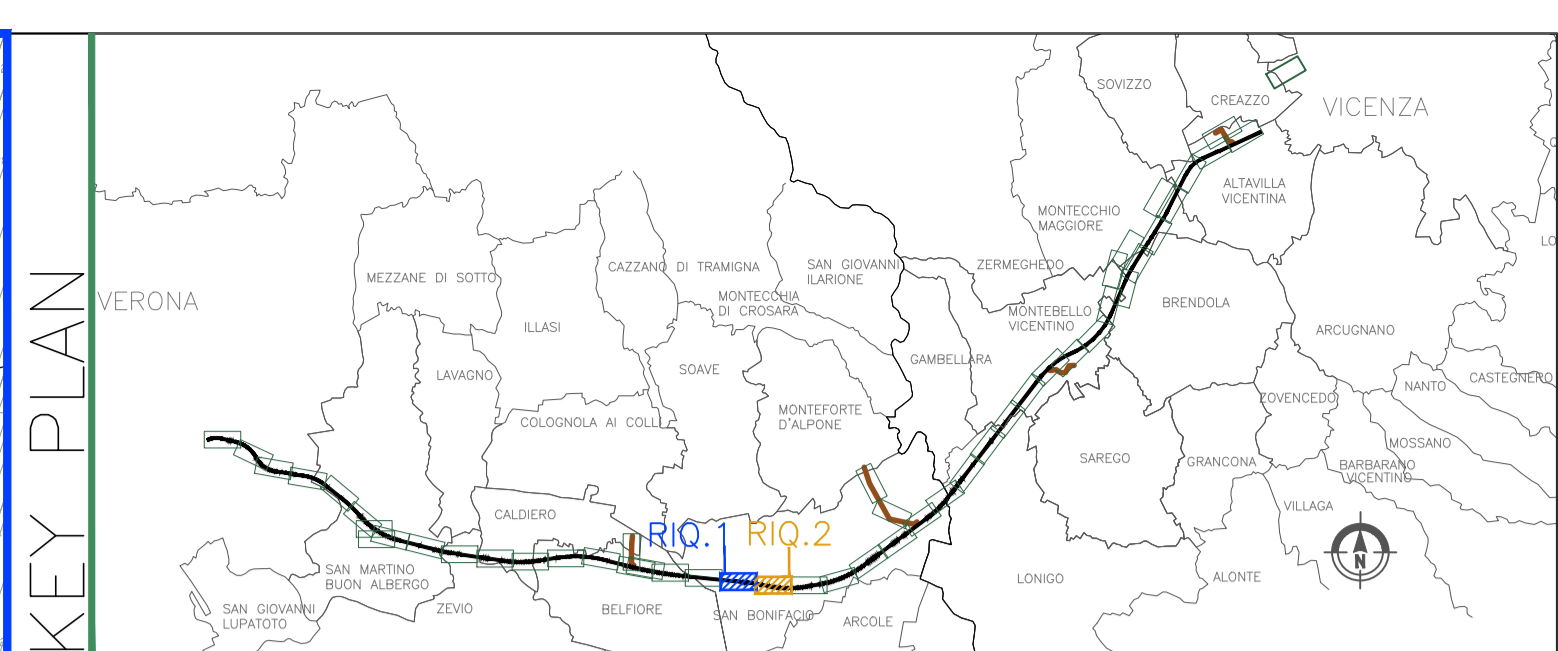 KEY PLAN
SOVIZZO
CREAZZO
VICENZA
ALTAVILLA
VICENTINA
MONTECCHIO
MAGGIORE
MEZZANE DI SOTTO
CAZZANO DI TRAMIGNA
SAN GIOVANNI
ILARIONE
ZERMEGHEDO
VERONA
MONTECCHIA
DI CROSARA
MONTEBELLO
VICENTINO
BRENDOLA
ILLASI
ARCUGNANO
GAMBELLARA
LAVAGNO
SOAVE
CASTEGNERO
NANTO
ZOVENCEDO
MONTEFORTE
D'ALPONE
COLOGNOLA AI COLLI
MOSSANO
SAREGO
GRANCONA
BARBARANO
VICENTINO
VILLAGA
CALDIERO
RIQ.1
RIQ.2
N
SAN MARTINO
BUON ALBERGO
LONIGO
ALONTE
SAN GIOVANNI
LUPATOTO
ZEVIO
BELFIORE
SAN BONIFACIO
ARCOLE